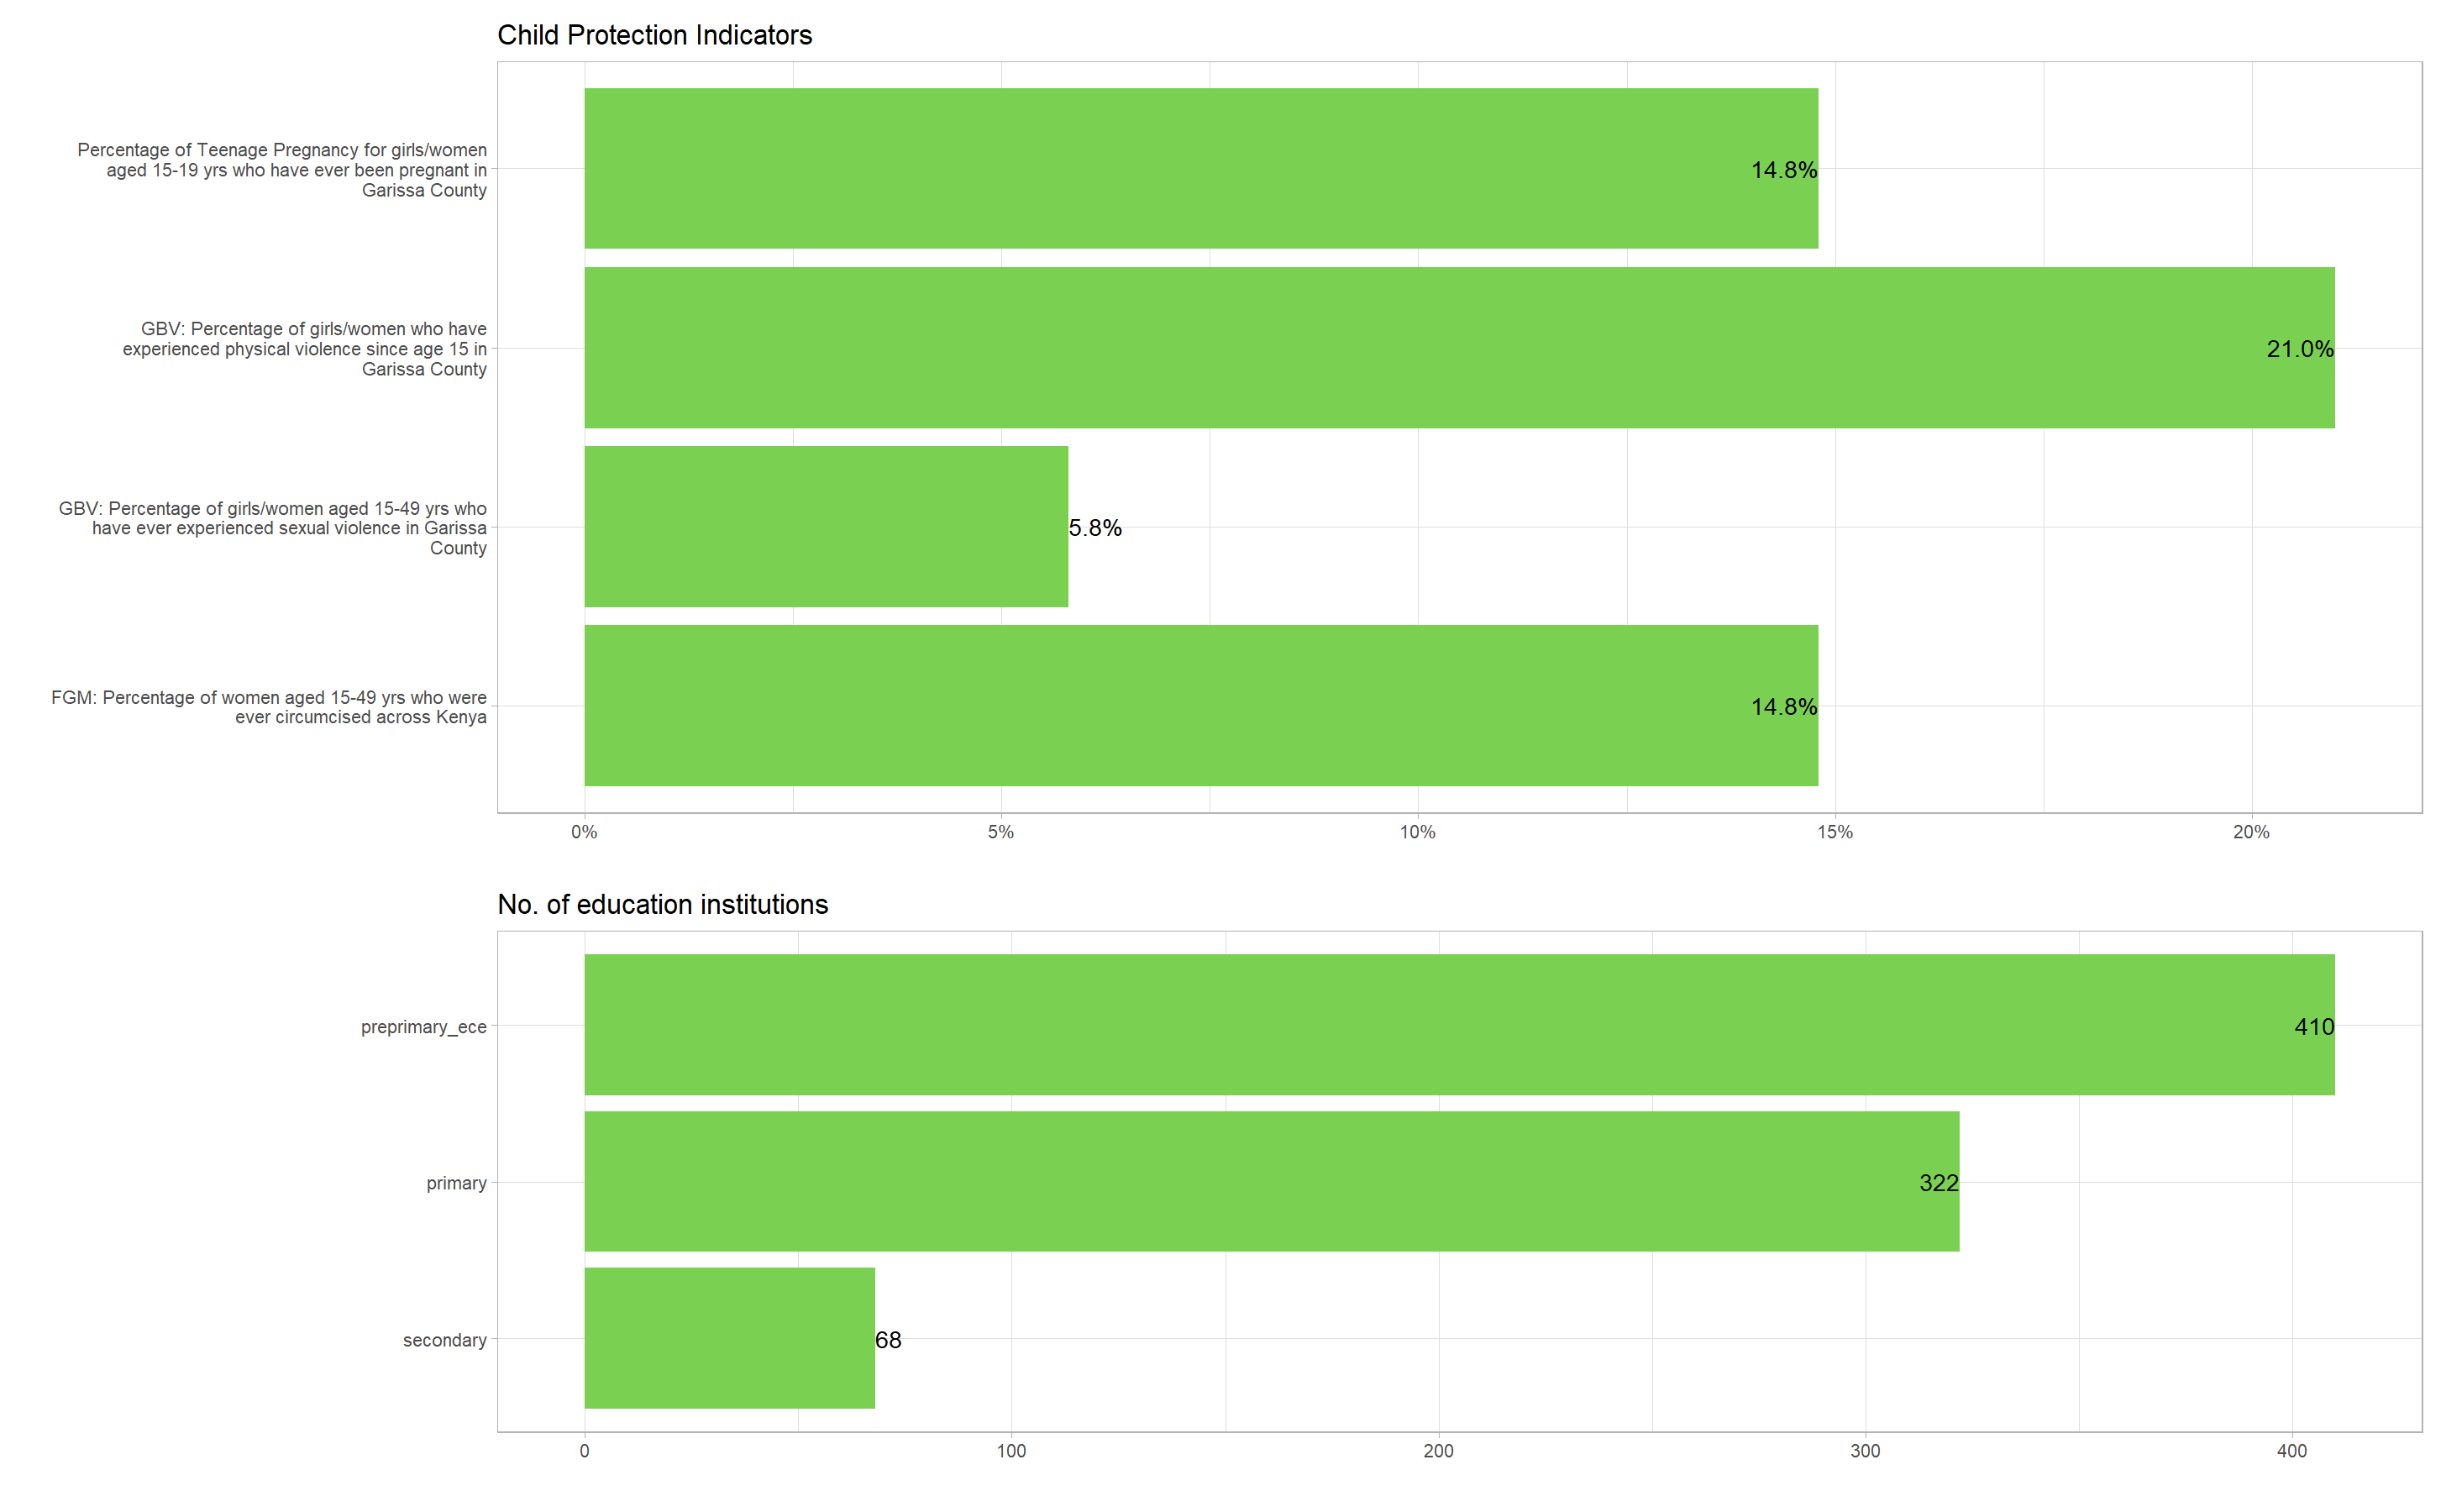 Child Protection Indicators
Percentage of Teenage Pregnancy for girls/women
aged 15-19 yrs who have ever been pregnant in
Garissa County
14.8%
GBV: Percentage of girls/women who have
experienced physical violence since age 15 in
Garissa County
21.0%
GBV: Percentage of girls/women aged 15-49 yrs who
have ever experienced sexual violence in Garissa
County
5.8%
FGM: Percentage of women aged 15-49 yrs who were
ever circumcised across Kenya
14.8%
0% 5% 10% 15% 20%
No. of education institutions
preprimary_ece 410
primary 322
secondary 68
0 100 200 300 400